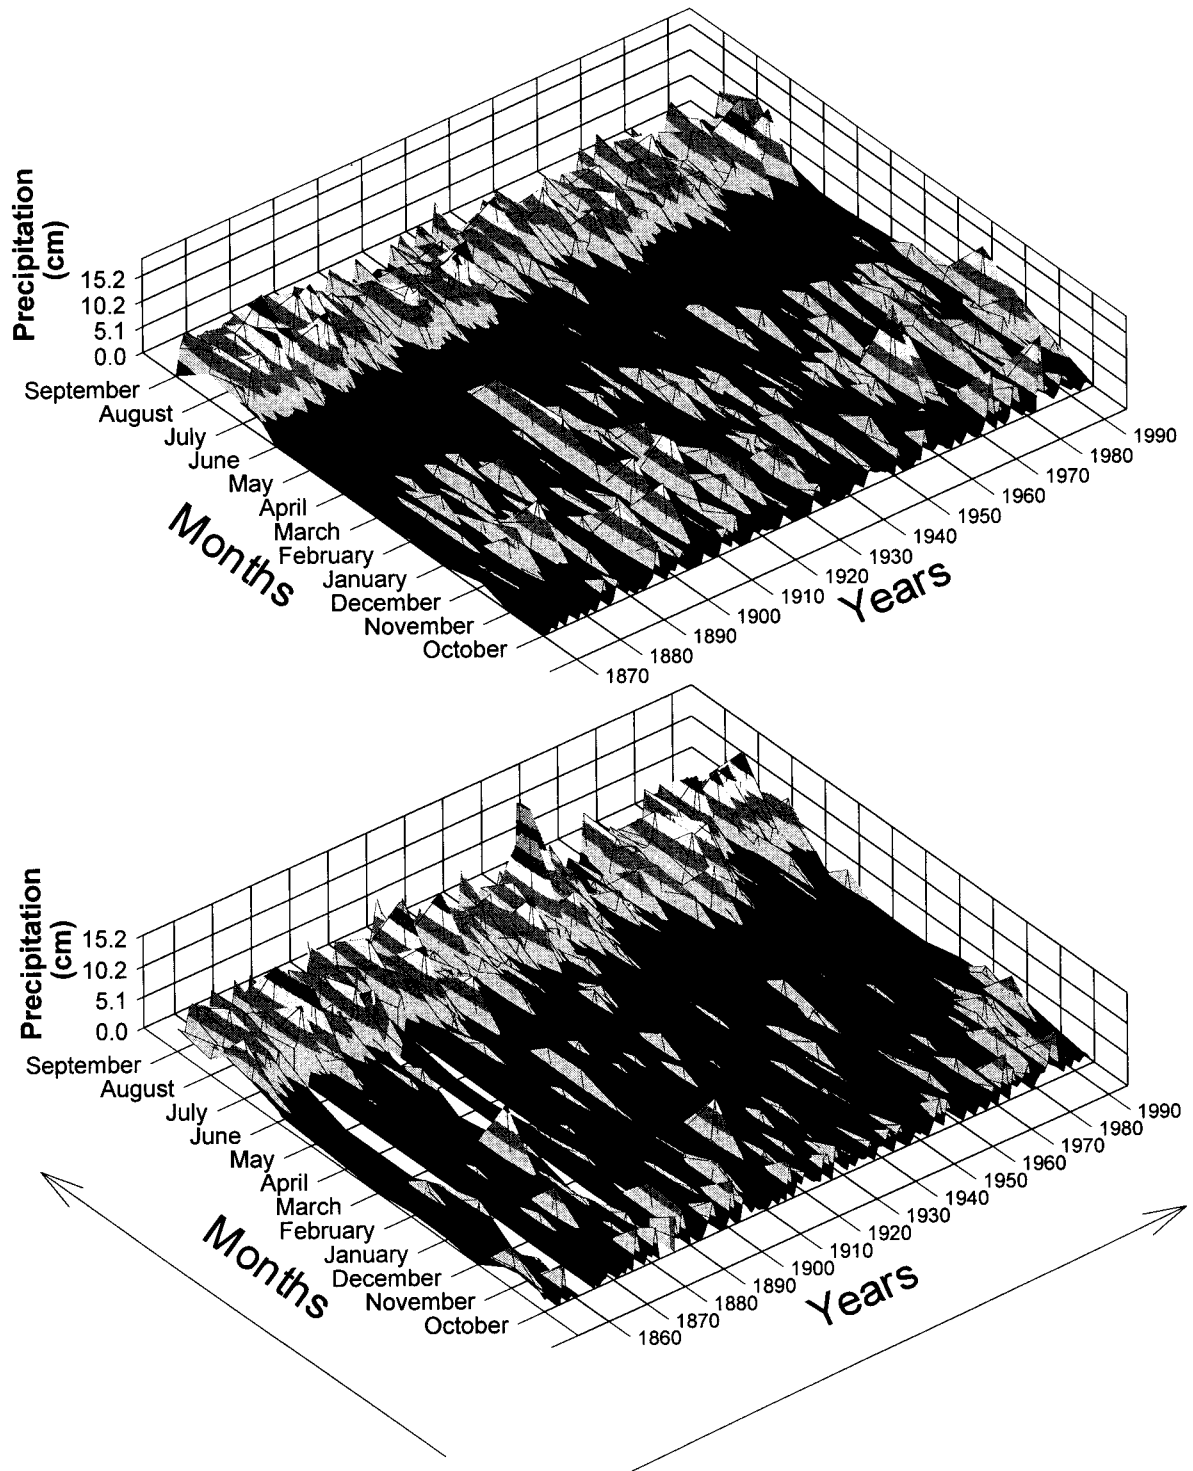 Precipitation
(cm)
15.2
10.2
5.1
0.0
September
August
July
June
May
April
March
February
January
December
November
October
Months
1870
1880
1890
1900
1910
1920
1930
1940
1950
1960
1970
1980
1990
Years
Precipitation
(cm)
15.2
10.2
5.1
0.0
September
August
July
June
May
April
March
February
January
December
November
October
Months
1860
1870
1880
1890
1900
1910
1920
1930
1940
1950
1960
1970
1980
1990
Years